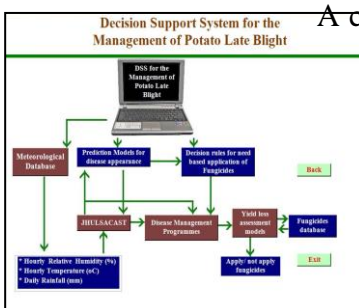 A d
Decision Support System for the
Management of Potato Late Blight
DSS for the
Management of
Potato Late
Blight
Meteorological
Database
Prediction Models for
disease appearance
Decision rules for need
based application of
Fungicides
Back
JHULSACAST
Disease Management
Programmes
Yield loss
assessment
models
Fungicides
database
* Hourly Relative Humidity (%)
* Hourly Temperature (oC)
* Daily Rainfall (mm)
Apply/ not apply
fungicides
Exit